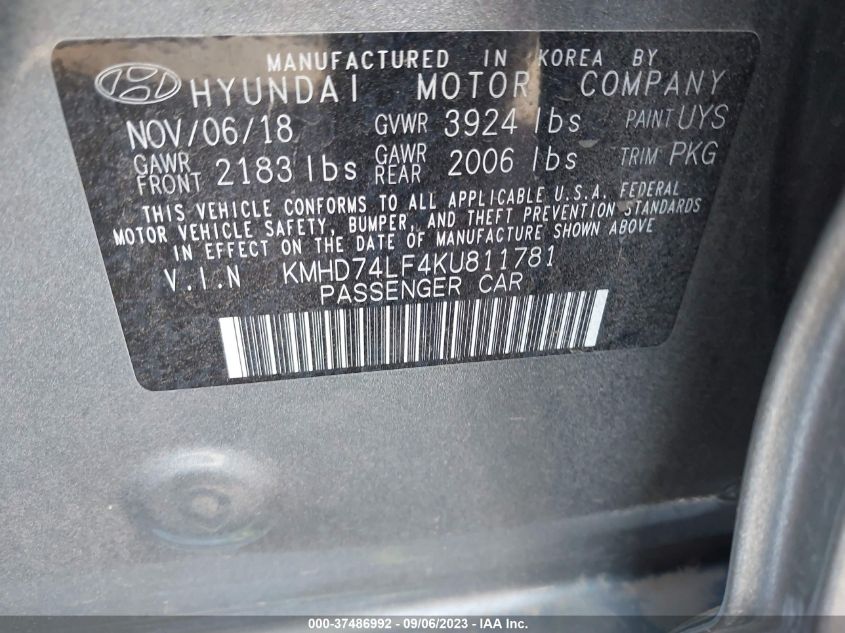 MANUFACTURED IN KOREA BY
HYUNDAI MOTOR COMPANY
NOV/06/18 GVWR 3924 lbs PAINT UYS
GAWR FRONT 2183 lbs GAWR REAR 2006 lbs TRIM PKG
THIS VEHICLE CONFORMS TO ALL APPLICABLE U.S.A. FEDERAL
MOTOR VEHICLE SAFETY, BUMPER, AND THEFT PREVENTION STANDARDS
IN EFFECT ON THE DATE OF MANUFACTURE SHOWN ABOVE
V.I.N KMHD74LF4KU811781
PASSENGER CAR
000-37486992 - 09/06/2023 - IAA Inc.